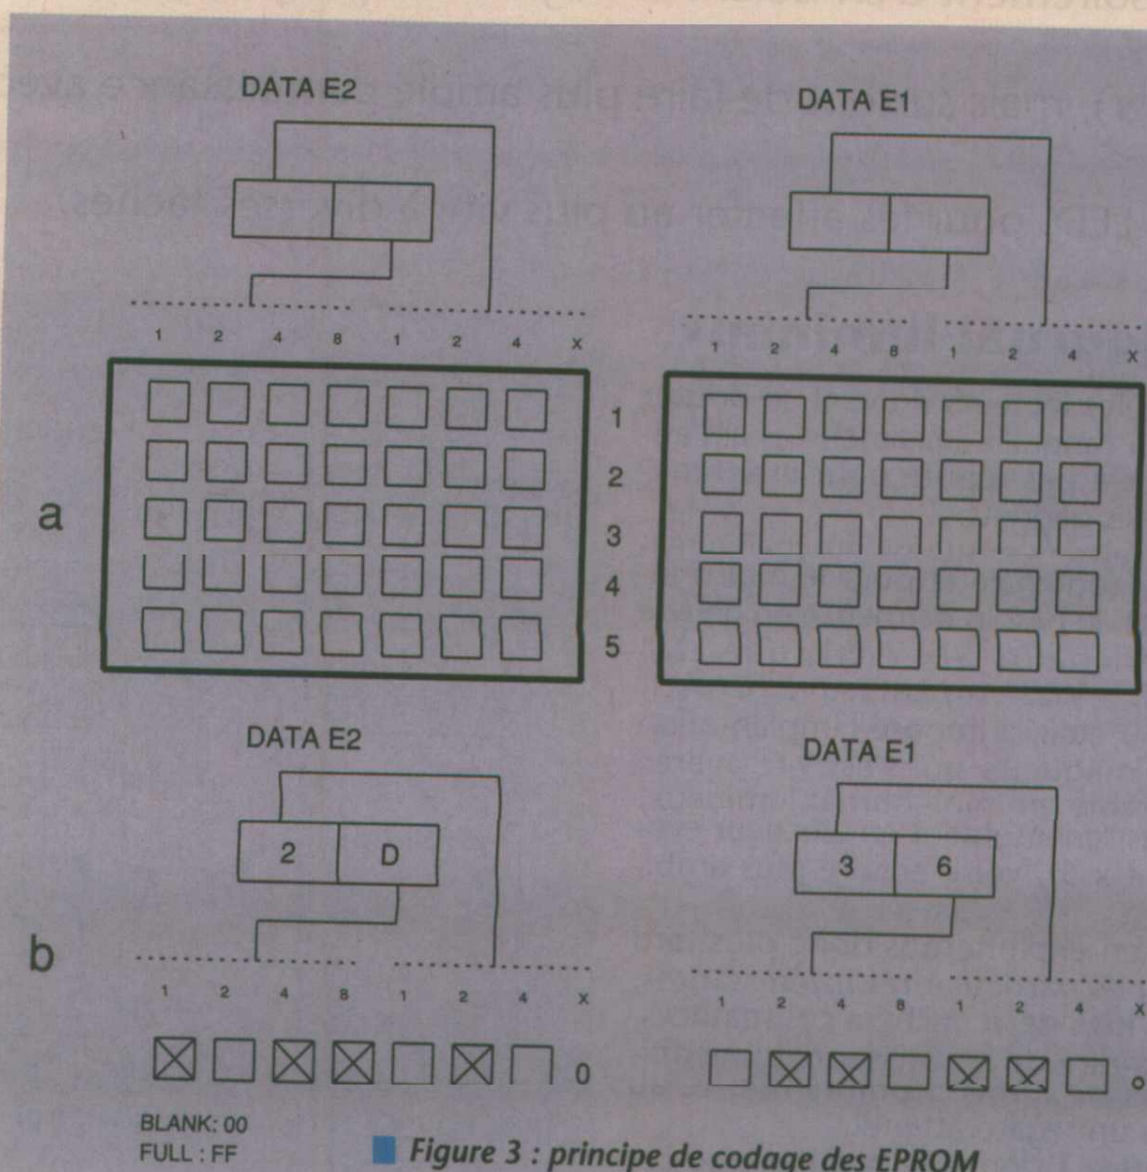 DATA E2
DATA E1
1 2 4 8 1 2 4 X
1 2 4 8 1 2 4 X
1
2
a
3
4
5
DATA E2
DATA E1
2 D
3 6
b
1 2 4 8 1 2 4 X
1 2 4 8 1 2 4 X
0
0
BLANK: 00
FULL : FF
Figure 3 : principe de codage des EPROM